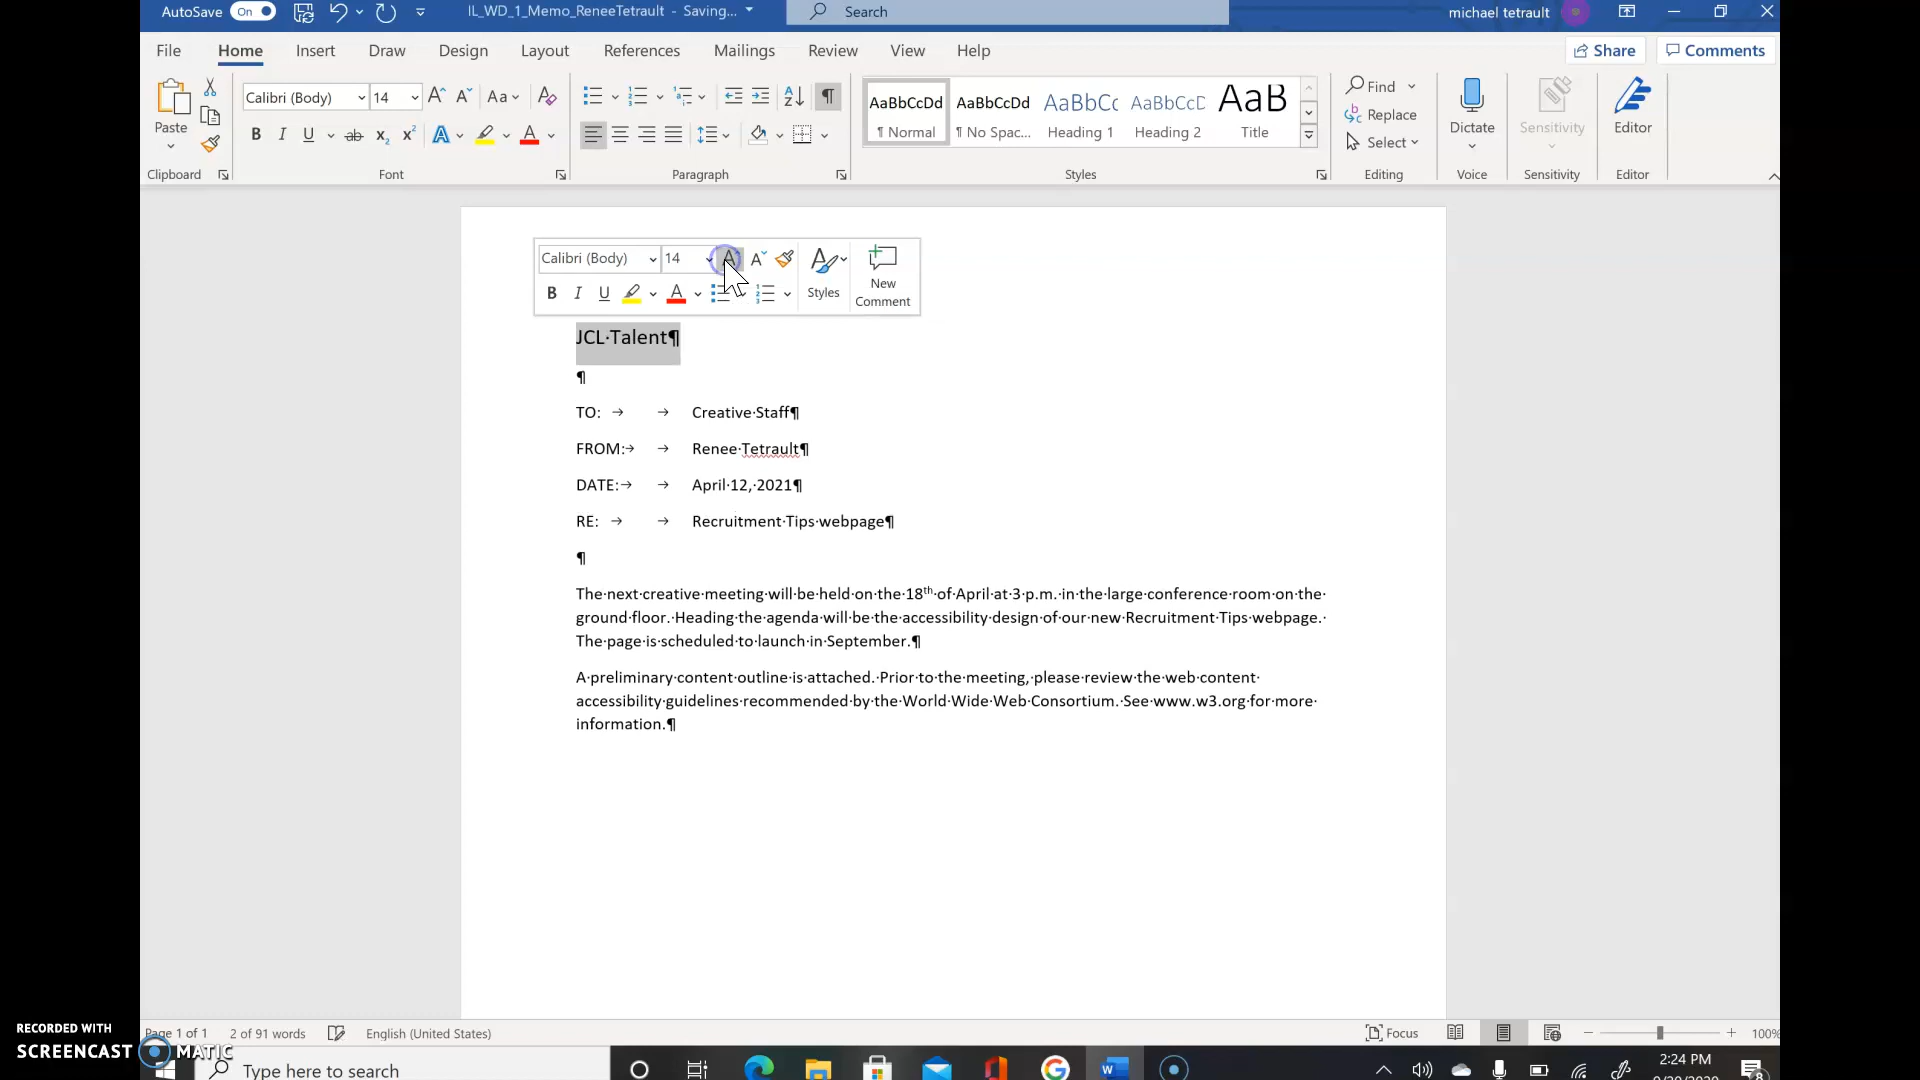 AutoSave On IL_WD_1_Memo_ReneeTetrault - Saving... Search michael tetrault
File Home Insert Draw Design Layout References Mailings Review View Help Share Comments
Paste Calibri (Body) 14 Aa AaBbCcDd AaBbCcDd AaBbCc AaBbCcD AaB Find Replace Select Dictate Sensitivity Editor
¶ Normal ¶ No Spac... Heading 1 Heading 2 Title
Clipboard Font Paragraph Styles Editing Voice Sensitivity Editor
Calibri (Body) 14 Styles New Comment
B I U
JCL·Talent¶
¶
TO: → → Creative·Staff¶
FROM:→ → Renee·Tetrault¶
DATE:→ → April·12,·2021¶
RE: → → Recruitment·Tips·webpage¶
¶
The·next·creative·meeting·will·be·held·on·the·18th·of·April·at·3·p.m.·in·the·large·conference·room·on·the·
ground·floor.·Heading·the·agenda·will·be·the·accessibility·design·of·our·new·Recruitment·Tips·webpage.·
The·page·is·scheduled·to·launch·in·September.¶
A·preliminary·content·outline·is·attached.·Prior·to·the·meeting,·please·review·the·web·content·
accessibility·guidelines·recommended·by·the·World·Wide·Web·Consortium.·See·www.w3.org·for·more·
information.¶
Page 1 of 1 2 of 91 words English (United States) Focus 100%
RECORDED WITH
SCREENCAST MATIC
Type here to search 2:24 PM